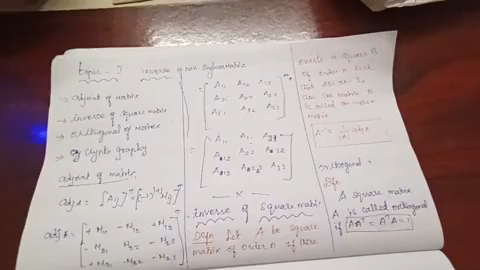 Topic - 3 inverse of non-singular matrix
→ Adjoint of matrix
→ inverse of square matrix
→ orthogonal of matrix
→ cryptography
adjoint of matrix
adj A = [Aij]ᵀ = [(-1)^(i+j) Mij]ᵀ
adj A = [ +M11 -M12 +M13
-M21 M22 -M23
+M31 -M32 +M33
= [ A11 A12 A13
A21 A22 A23
A31 A32 A33 ]ᵀ
= [ A11 A21
A12 A22 A32
A13 A23 A33 ]
— x —
inverse of square matrix
Defn: Let A be square
matrix of order n if there
exists a square B
of order n such
that AB = BA = In
the matrix B
is called an inverse
matrix
A⁻¹ = 1/|A| adj A
orthogonal
Defn
A square matrix
A is called orthogonal
if AAᵀ = AᵀA = I